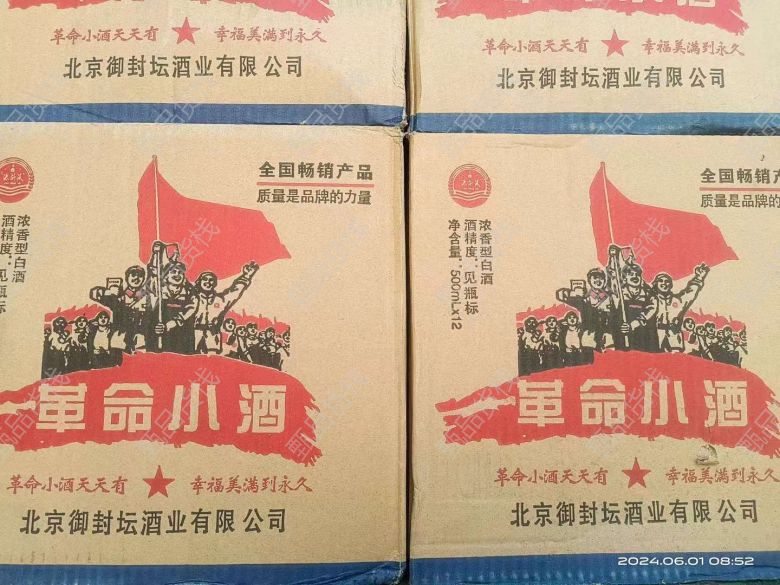 革命小酒天天有 ★ 幸福美满到永久
北京御封坛酒业有限公司
革命小酒天天有 ★ 幸福美满到永久
北京御封坛酒业有限公司
全国畅销产品
质量是品牌的力量
浓香型白酒
酒精度：见瓶标
革命小酒
革命小酒天天有 ★ 幸福美满到永久
北京御封坛酒业有限公司
全国畅销产
质量是品牌的
浓香型白酒
酒精度：见瓶标
净含量：500mLx12
革命小酒
革命小酒天天有 ★ 幸福美满到永久
北京御封坛酒业有限公司
甄品货栈
2024.06.01 08:52